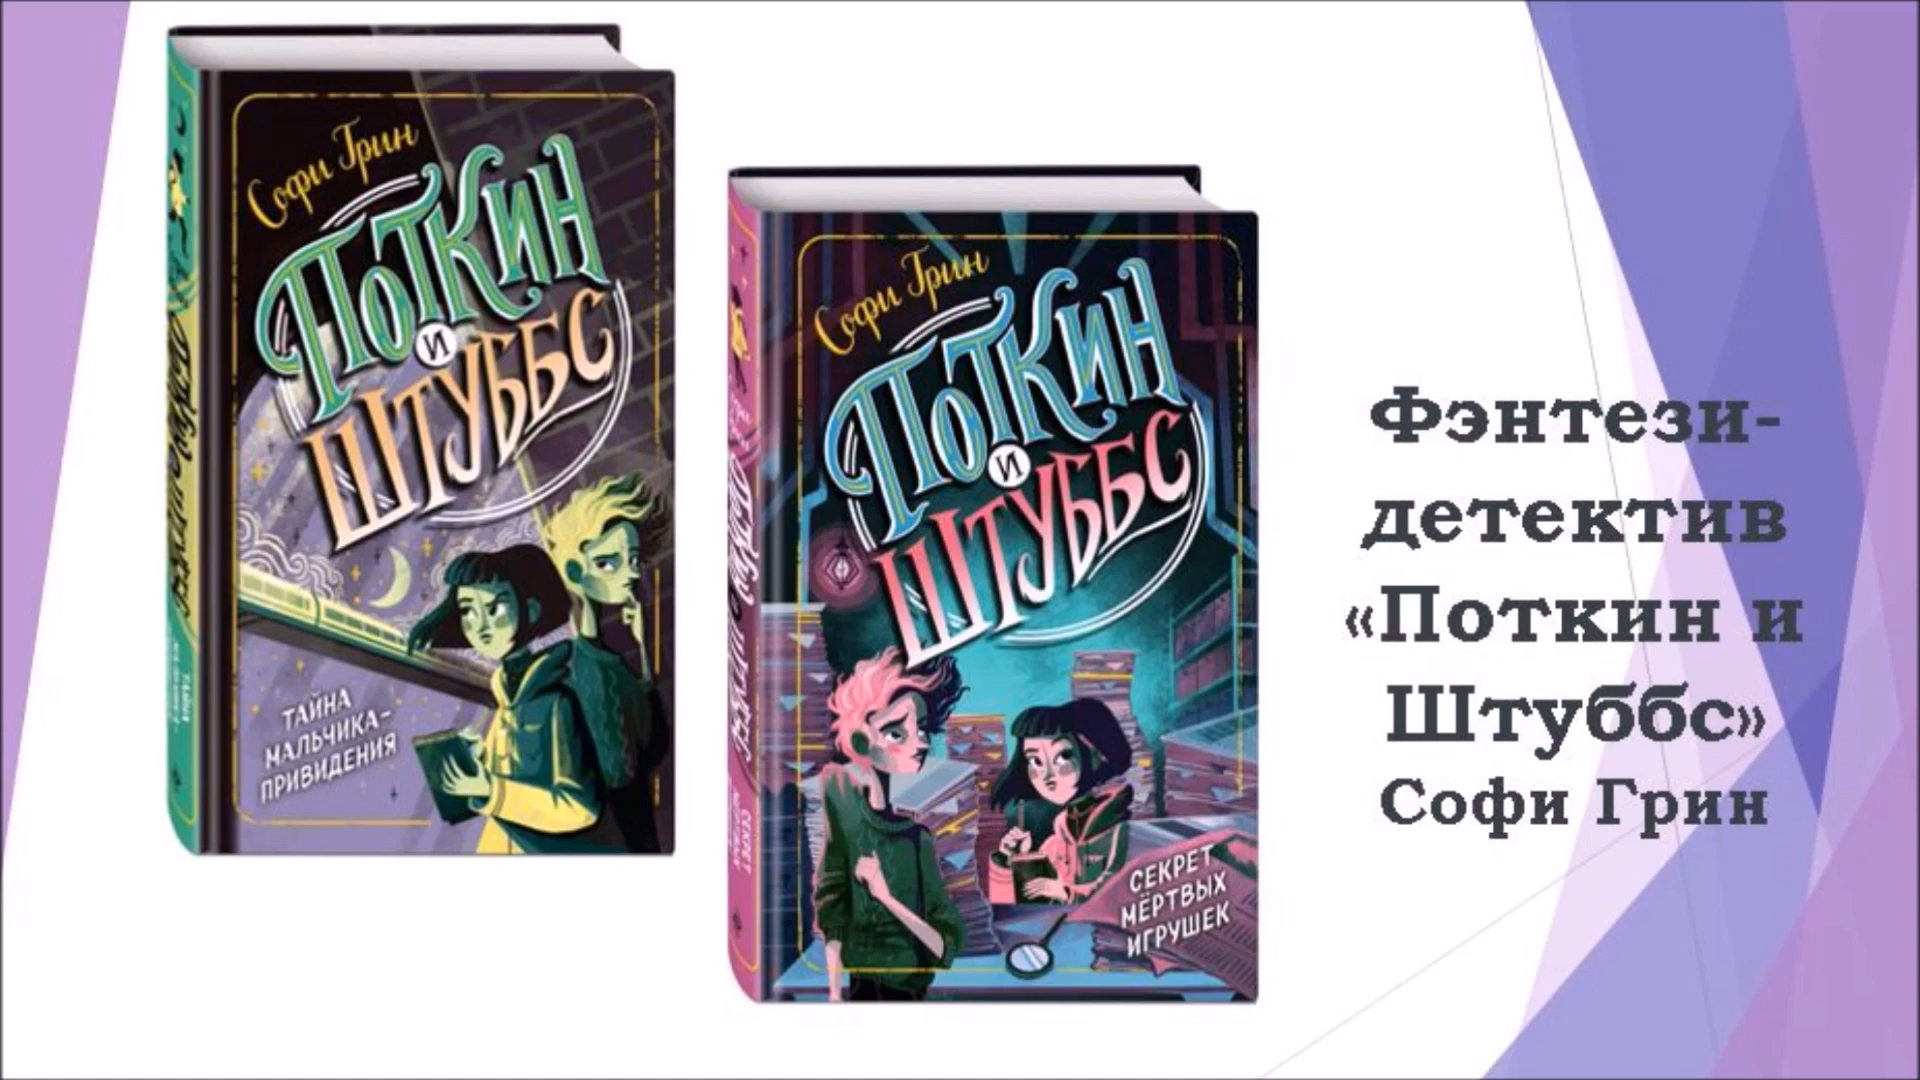 Софи Грин
Поткин
и
Штуббс
ТАЙНА
МАЛЬЧИКА-
ПРИВИДЕНИЯ
Софи Грин
Поткин
и
Штуббс
СЕКРЕТ
МЁРТВЫХ
ИГРУШЕК
Фэнтези-
детектив
«Поткин и
Штуббс»
Софи Грин